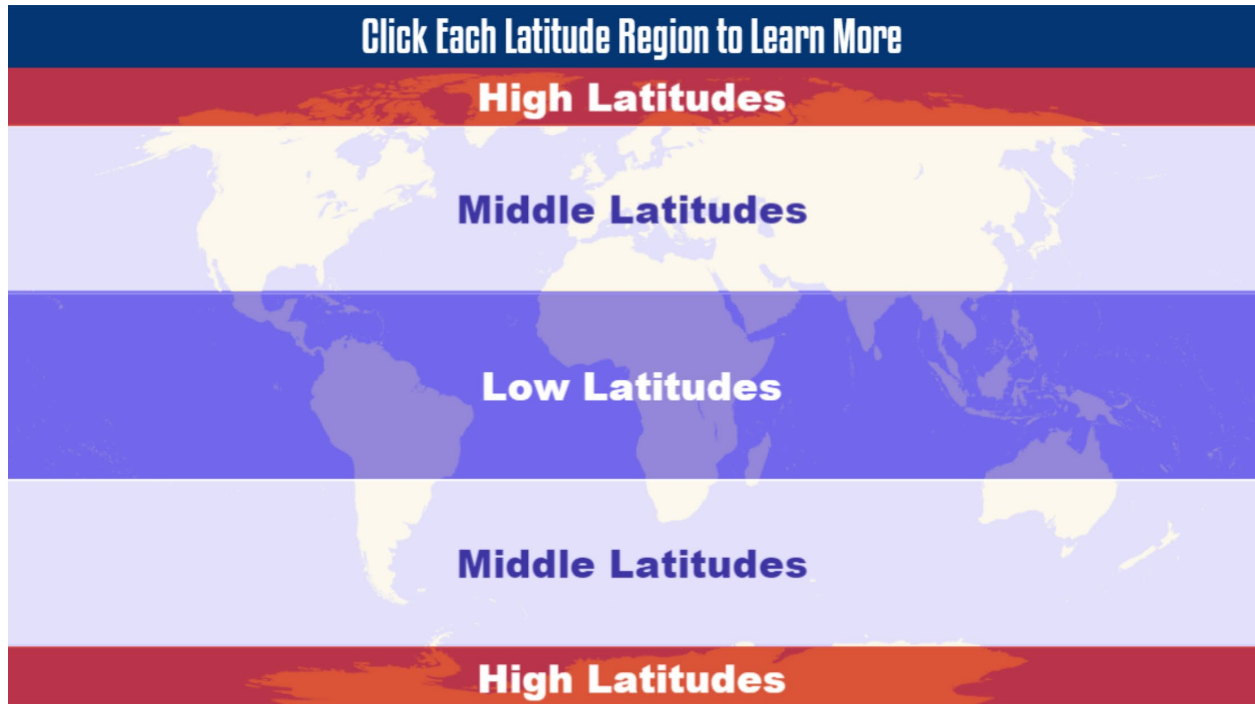 Click Each Latitude Region to Learn More
High Latitudes
Middle Latitudes
Low Latitudes
Middle Latitudes
High Latitudes